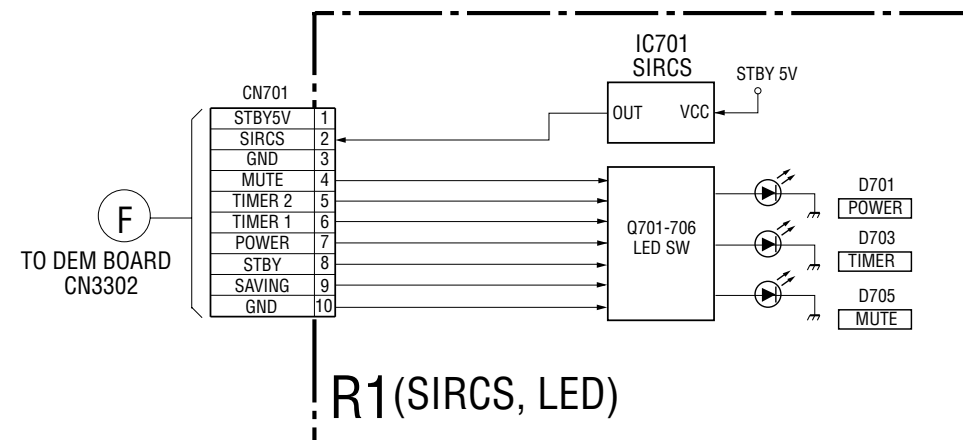 IC701
SIRCS
STBY 5V
OUT VCC
CN701
STBY5V 1
SIRCS 2
GND 3
MUTE 4
TIMER 2 5
TIMER 1 6
POWER 7
STBY 8
SAVING 9
GND 10
F
TO DEM BOARD
CN3302
Q701-706
LED SW
D701
POWER
D703
TIMER
D705
MUTE
R1(SIRCS, LED)